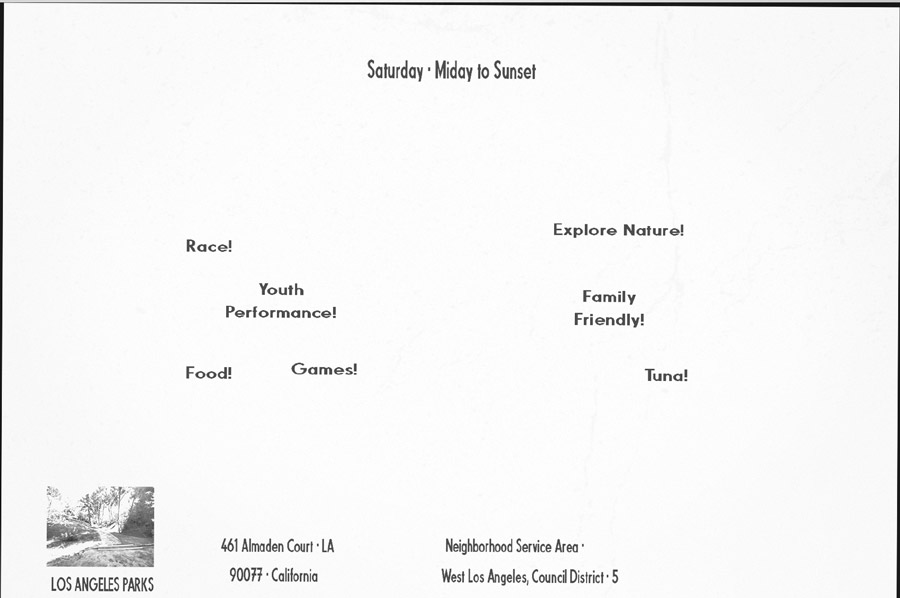 Saturday · Miday to Sunset
Explore Nature!
Race!
Youth
Performance!
Family
Friendly!
Food!
Games!
Tuna!
461 Almaden Court · LA
90077 · California
Neighborhood Service Area ·
West Los Angeles, Council District · 5
LOS ANGELES PARKS